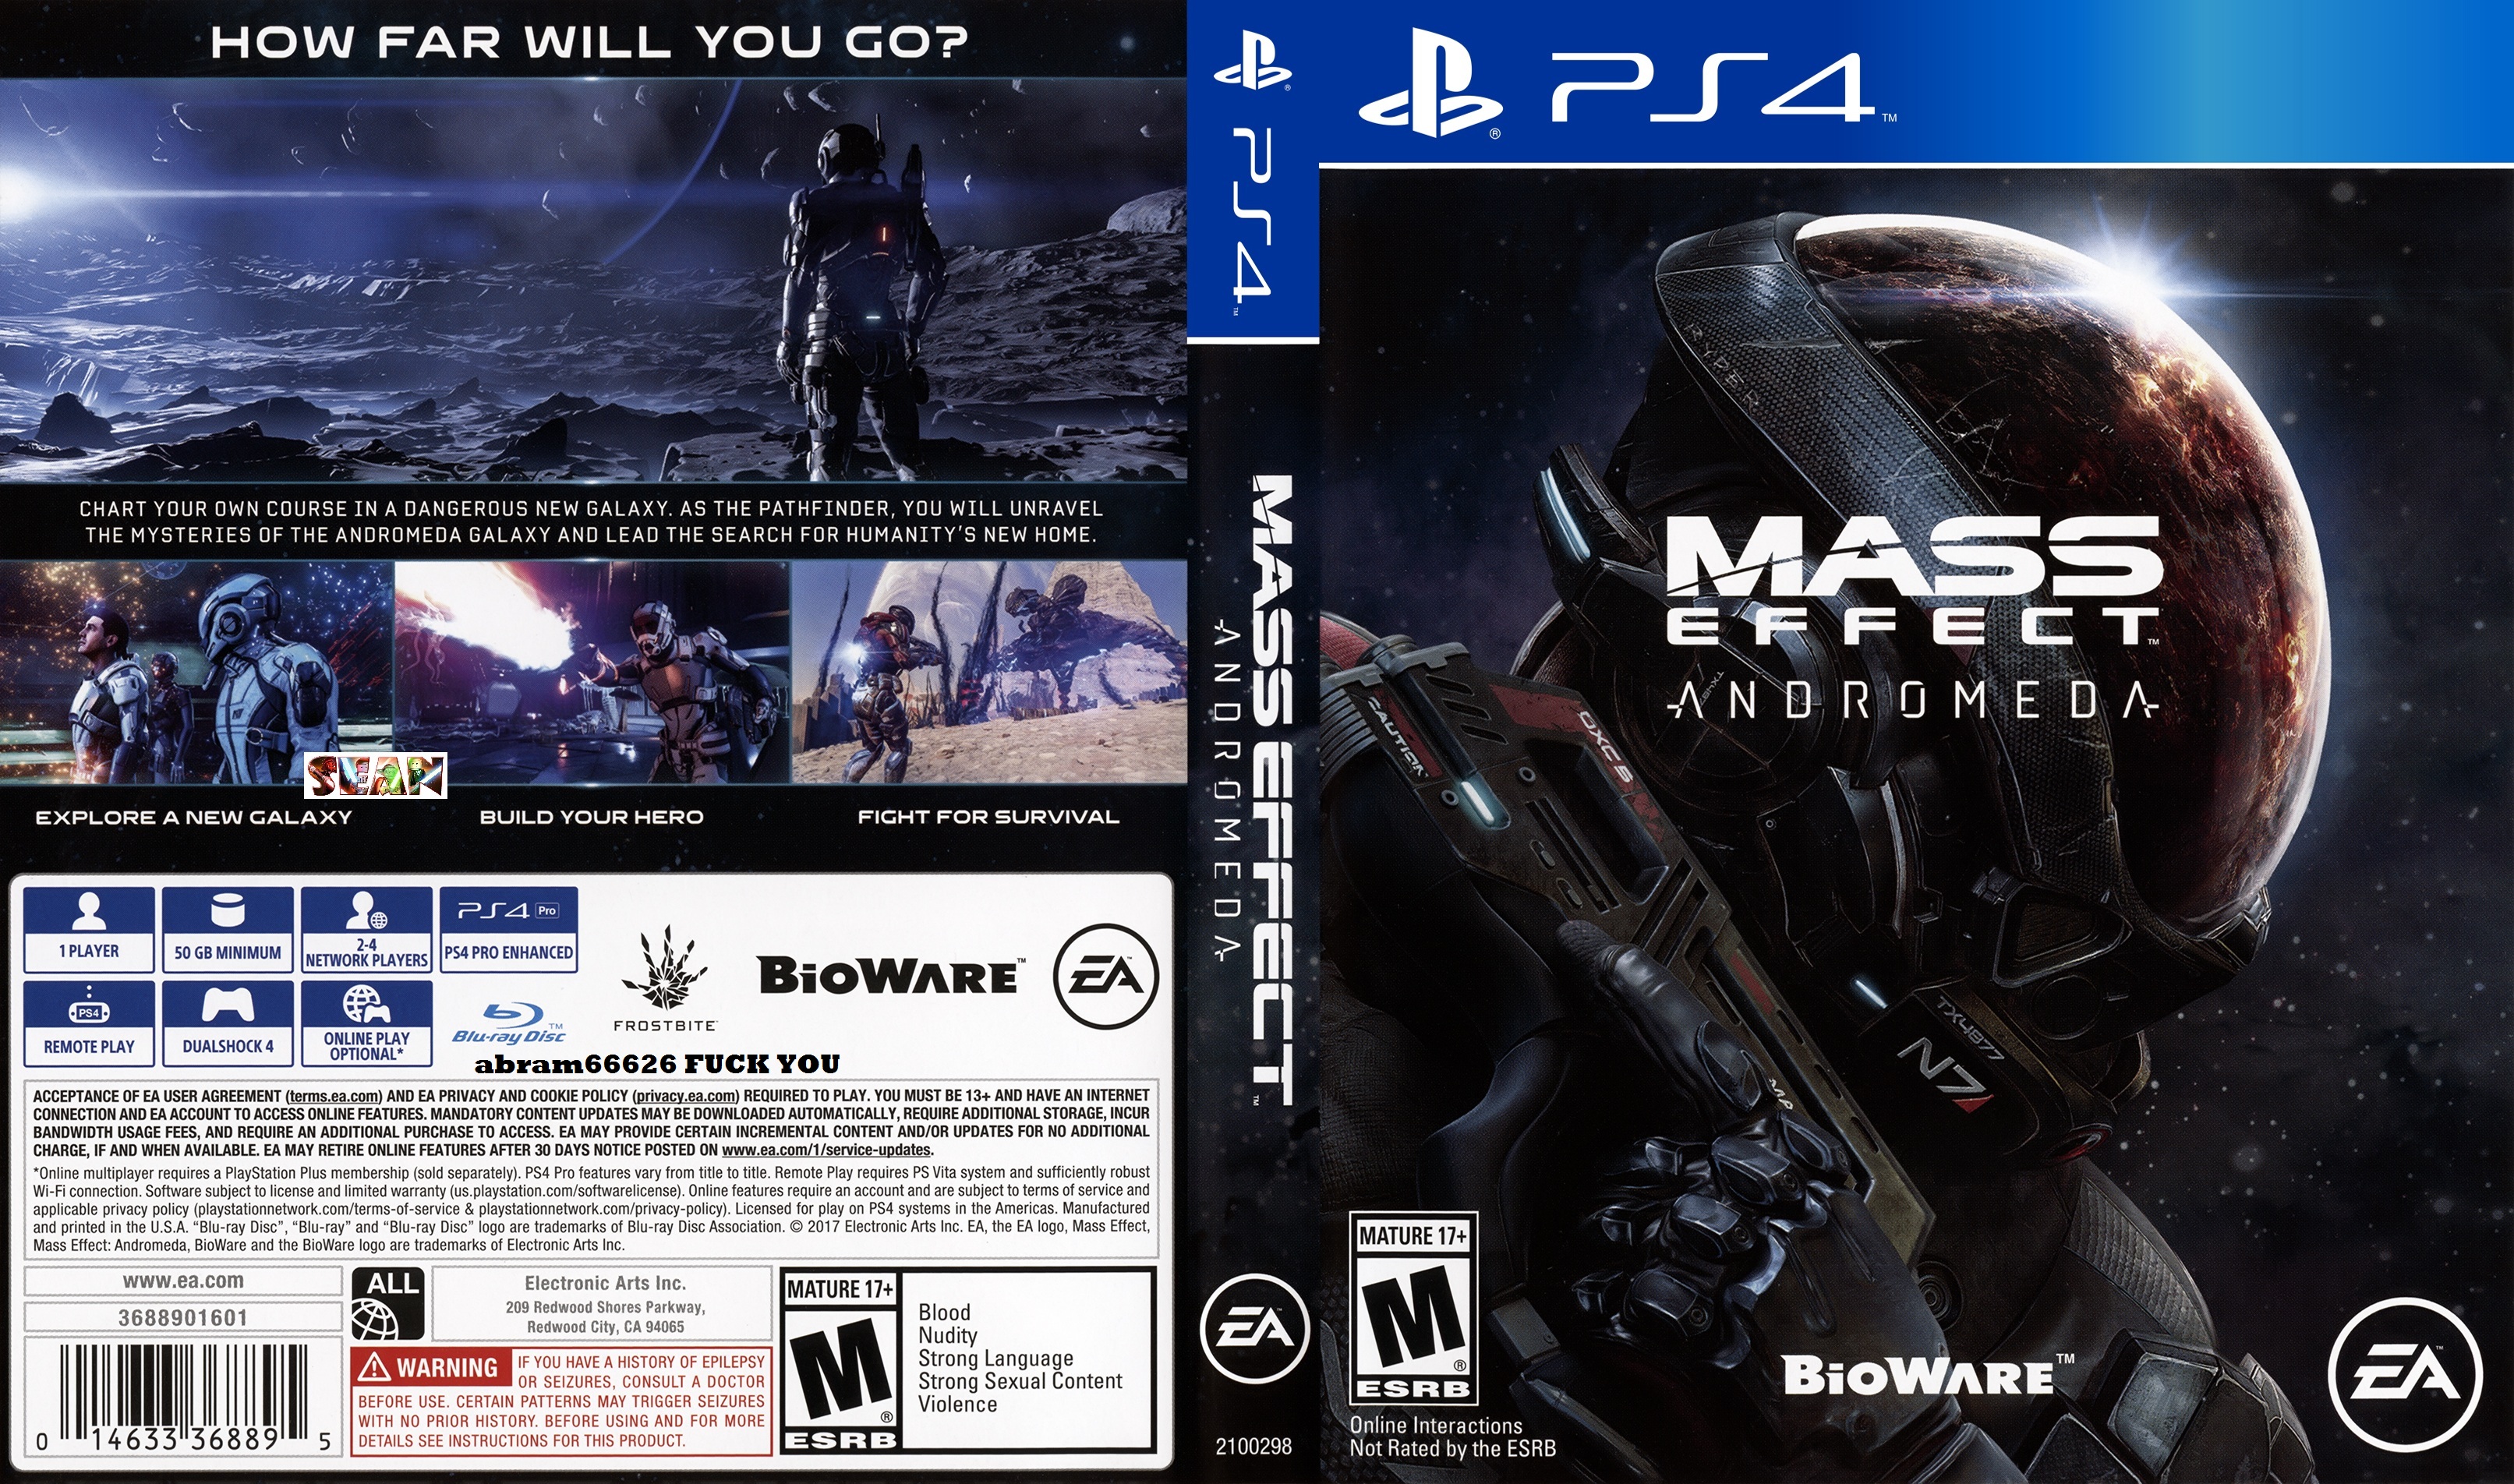 HOW FAR WILL YOU GO?
CHART YOUR OWN COURSE IN A DANGEROUS NEW GALAXY. AS THE PATHFINDER, YOU WILL UNRAVEL
THE MYSTERIES OF THE ANDROMEDA GALAXY AND LEAD THE SEARCH FOR HUMANITY'S NEW HOME.
EXPLORE A NEW GALAXY
BUILD YOUR HERO
FIGHT FOR SURVIVAL
1 PLAYER
50 GB MINIMUM
2-4
NETWORK PLAYERS
PS4 Pro
PS4 PRO ENHANCED
PS4
REMOTE PLAY
DUALSHOCK 4
ONLINE PLAY
OPTIONAL*
Blu-ray Disc™
FROSTBITE™
BIOWARE™
EA™
abram66626 FUCK YOU
ACCEPTANCE OF EA USER AGREEMENT (terms.ea.com) AND EA PRIVACY AND COOKIE POLICY (privacy.ea.com) REQUIRED TO PLAY. YOU MUST BE 13+ AND HAVE AN INTERNET
CONNECTION AND EA ACCOUNT TO ACCESS ONLINE FEATURES. MANDATORY CONTENT UPDATES MAY BE DOWNLOADED AUTOMATICALLY, REQUIRE ADDITIONAL STORAGE, INCUR
BANDWIDTH USAGE FEES, AND REQUIRE AN ADDITIONAL PURCHASE TO ACCESS. EA MAY PROVIDE CERTAIN INCREMENTAL CONTENT AND/OR UPDATES FOR NO ADDITIONAL
CHARGE, IF AND WHEN AVAILABLE. EA MAY RETIRE ONLINE FEATURES AFTER 30 DAYS NOTICE POSTED ON www.ea.com/1/service-updates.
*Online multiplayer requires a PlayStation Plus membership (sold separately). PS4 Pro features vary from title to title. Remote Play requires PS Vita system and sufficiently robust
Wi-Fi connection. Software subject to license and limited warranty (us.playstation.com/softwarelicense). Online features require an account and are subject to terms of service and
applicable privacy policy (playstationnetwork.com/terms-of-service & playstationnetwork.com/privacy-policy). Licensed for play on PS4 systems in the Americas. Manufactured
and printed in the U.S.A. “Blu-ray Disc”, “Blu-ray” and “Blu-ray Disc” logo are trademarks of Blu-ray Disc Association. © 2017 Electronic Arts Inc. EA, the EA logo, Mass Effect,
Mass Effect: Andromeda, BioWare and the BioWare logo are trademarks of Electronic Arts Inc.
www.ea.com
3688901601
0 14633 36889 5
ALL
Electronic Arts Inc.
209 Redwood Shores Parkway,
Redwood City, CA 94065
WARNING IF YOU HAVE A HISTORY OF EPILEPSY
OR SEIZURES, CONSULT A DOCTOR
BEFORE USE. CERTAIN PATTERNS MAY TRIGGER SEIZURES
WITH NO PRIOR HISTORY. BEFORE USING AND FOR MORE
DETAILS SEE INSTRUCTIONS FOR THIS PRODUCT.
MATURE 17+
M®
ESRB
Blood
Nudity
Strong Language
Strong Sexual Content
Violence
PS4™
MASS EFFECT™
ANDROMEDA
EA™
2100298
PS4™
RYDER
MASS
EFFECT™
ANDROMEDA
CAUTION
TX4877
N7
MATURE 17+
M®
ESRB
Online Interactions
Not Rated by the ESRB
BIOWARE™
EA™